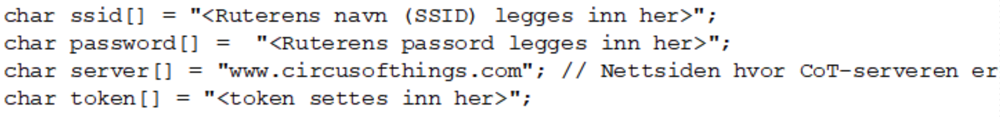 char ssid[] = "<Ruterens navn (SSID) legges inn her>";
char password[] =  "<Ruterens passord legges inn her>";
char server[] = "www.circusofthings.com"; // Nettsiden hvor CoT-serveren er
char token[] = "<token settes inn her>";